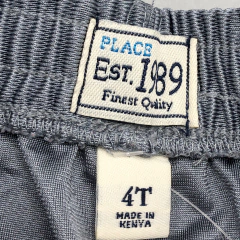 PLACE
EST. 1989
Finest Quality
4T
MADE IN
KENYA